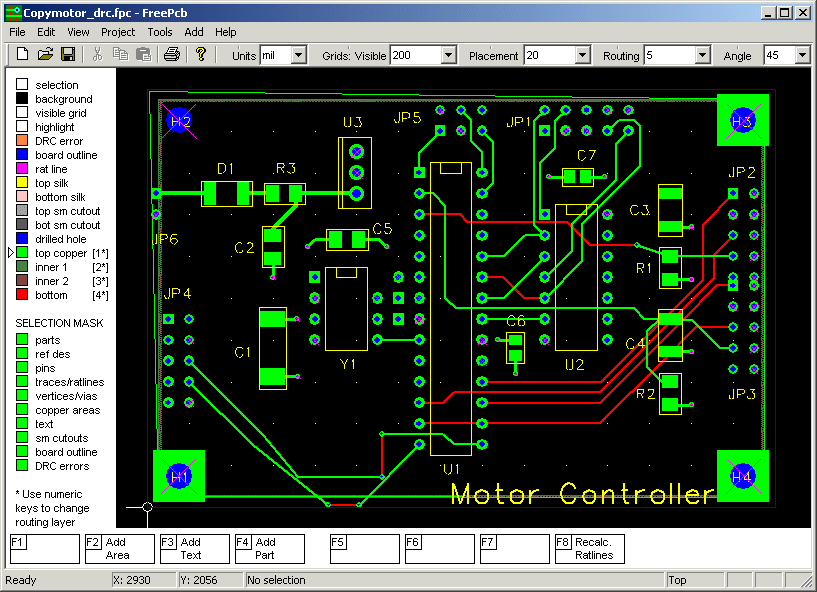 Copymotor_drc.fpc - FreePcb
File Edit View Project Tools Add Help
Units mil Grids: Visible 200 Placement 20 Routing 5 Angle 45
selection
background
visible grid
highlight
DRC error
board outline
rat line
top silk
bottom silk
top sm cutout
bot sm cutout
drilled hole
top copper [1*]
inner 1 [2*]
inner 2 [3*]
bottom [4*]
SELECTION MASK
parts
ref des
pins
traces/ratlines
vertices/vias
copper areas
text
sm cutouts
board outline
DRC errors
* Use numeric
keys to change
routing layer
H2
U3
JP5
JP1
H3
D1
R3
C7
JP2
C3
JP6
C2
C5
R1
JP4
C1
Y1
C6
U2
C4
R2
JP3
H1
U1
H4
Motor Controller
F1
F2 Add Area
F3 Add Text
F4 Add Part
F5
F6
F7
F8 Recalc. Ratlines
Ready X: 2930 Y: 2056 No selection Top